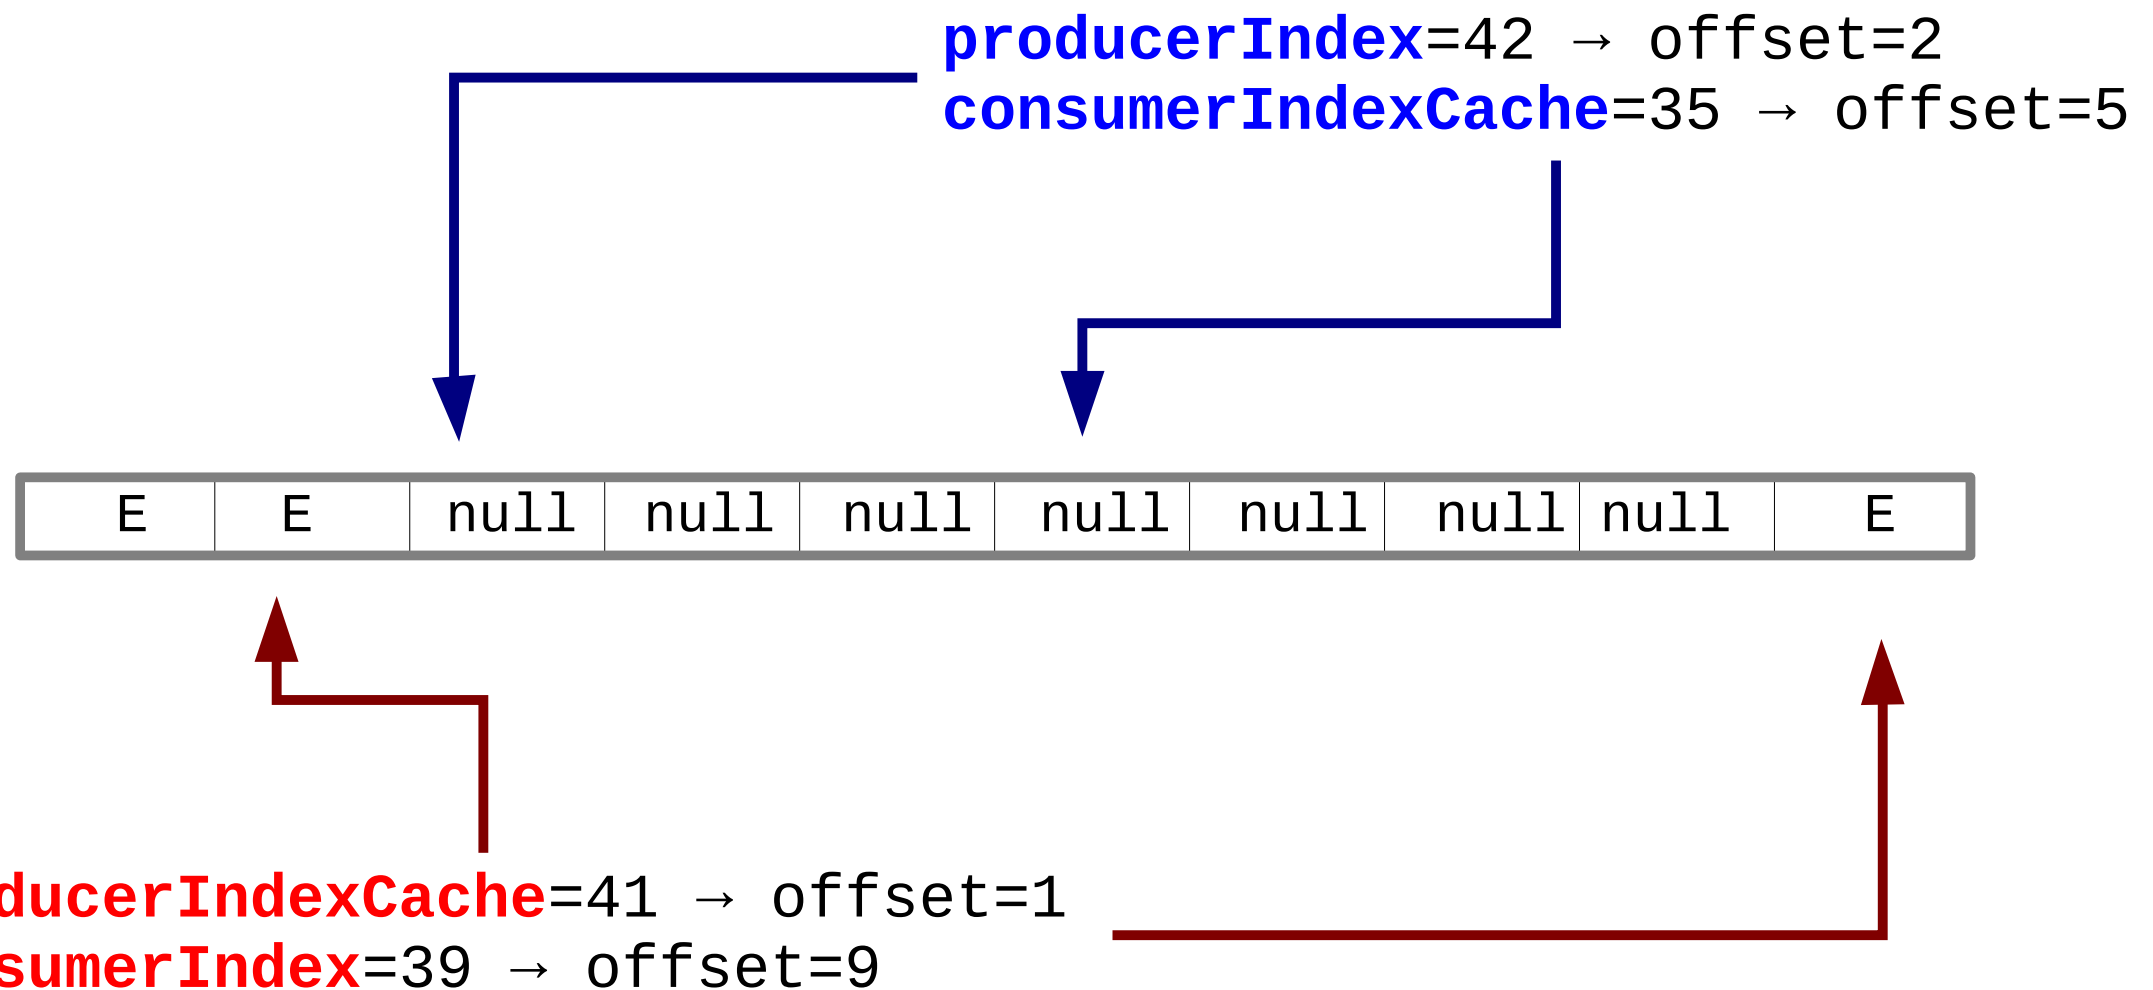 producerIndex=42 → offset=2
consumerIndexCache=35 → offset=5
E E null null null null null null null E
ducerIndexCache=41 → offset=1
sumerIndex=39 → offset=9